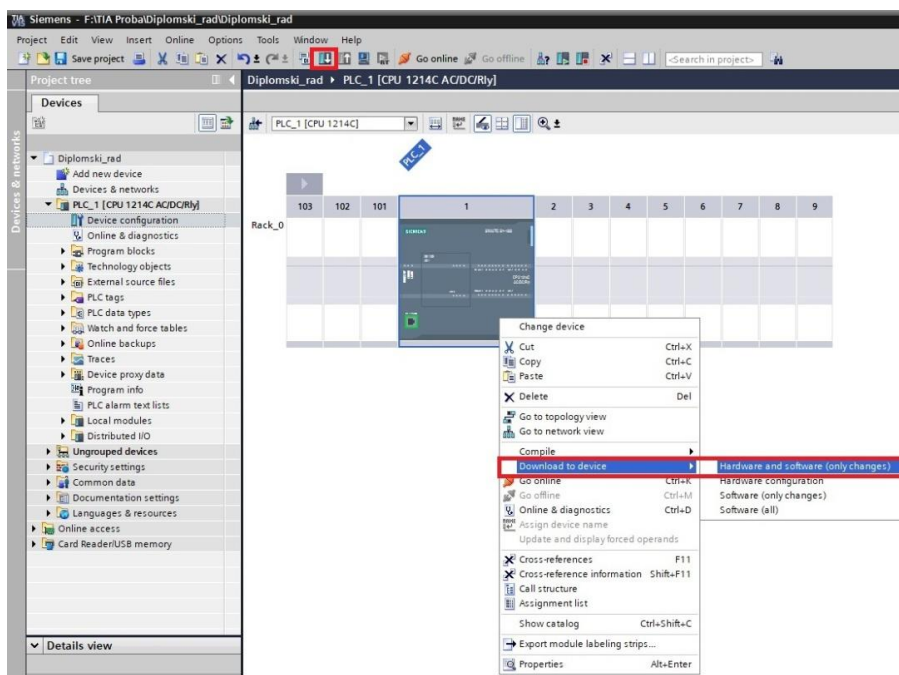 Siemens - F:\TIA Proba\Diplomski_rad\Diplomski_rad
Project Edit View Insert Online Options Tools Window Help
Save project Go online Go offline <Search in project>
Project tree
Diplomski_rad ▸ PLC_1 [CPU 1214C AC/DC/Rly]
Devices
PLC_1 [CPU 1214C]
Devices & networks
Diplomski_rad
Add new device
Devices & networks
PLC_1 [CPU 1214C AC/DC/Rly]
Device configuration
Online & diagnostics
Program blocks
Technology objects
External source files
PLC tags
PLC data types
Watch and force tables
Online backups
Traces
Device proxy data
Program info
PLC alarm text lists
Local modules
Distributed I/O
Ungrouped devices
Security settings
Common data
Documentation settings
Languages & resources
Online access
Card Reader/USB memory
Details view
PLC_1
103 102 101 1 2 3 4 5 6 7 8 9
Rack_0
SIEMENS
Change device
Cut Ctrl+X
Copy Ctrl+C
Paste Ctrl+V
Delete Del
Go to topology view
Go to network view
Compile
Download to device
Go online Ctrl+K
Go offline Ctrl+M
Online & diagnostics Ctrl+D
Assign device name
Update and display forced operands
Cross-references F11
Cross-reference information Shift+F11
Call structure
Assignment list
Show catalog Ctrl+Shift+C
Export module labeling strips...
Properties Alt+Enter
Hardware and software (only changes)
Hardware configuration
Software (only changes)
Software (all)